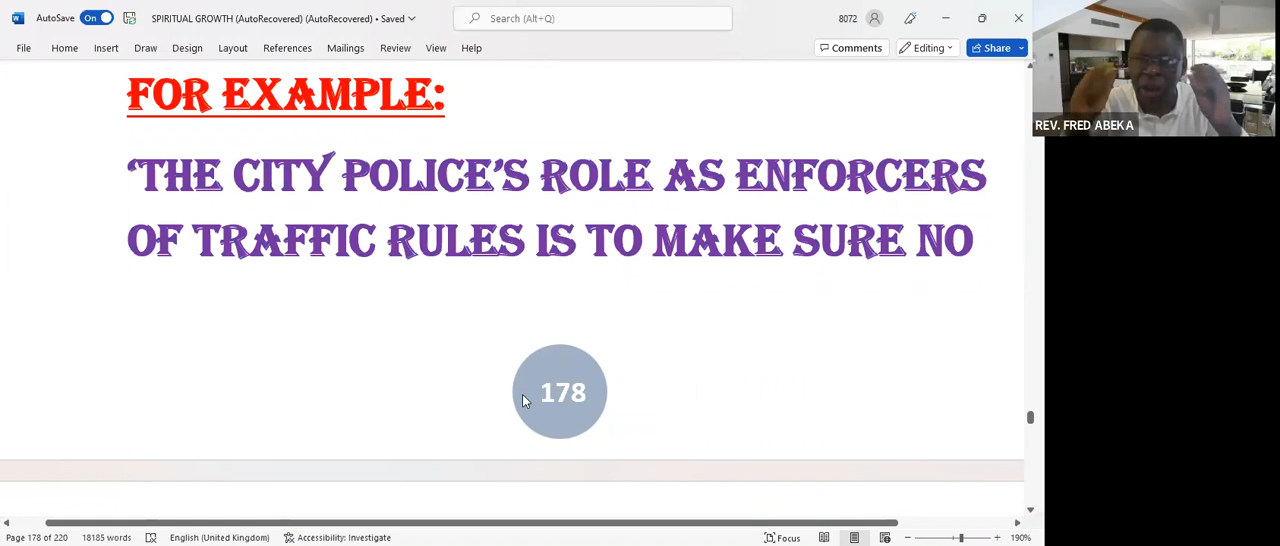 AutoSave On SPIRITUAL GROWTH (AutoRecovered) (AutoRecovered) • Saved Search (Alt+Q) 8072
File Home Insert Draw Design Layout References Mailings Review View Help Comments Editing Share
FOR EXAMPLE:
‘THE CITY POLICE’S ROLE AS ENFORCERS
OF TRAFFIC RULES IS TO MAKE SURE NO
178
REV. FRED ABEKA
Page 178 of 220 18185 words English (United Kingdom) Accessibility: Investigate Focus 190%